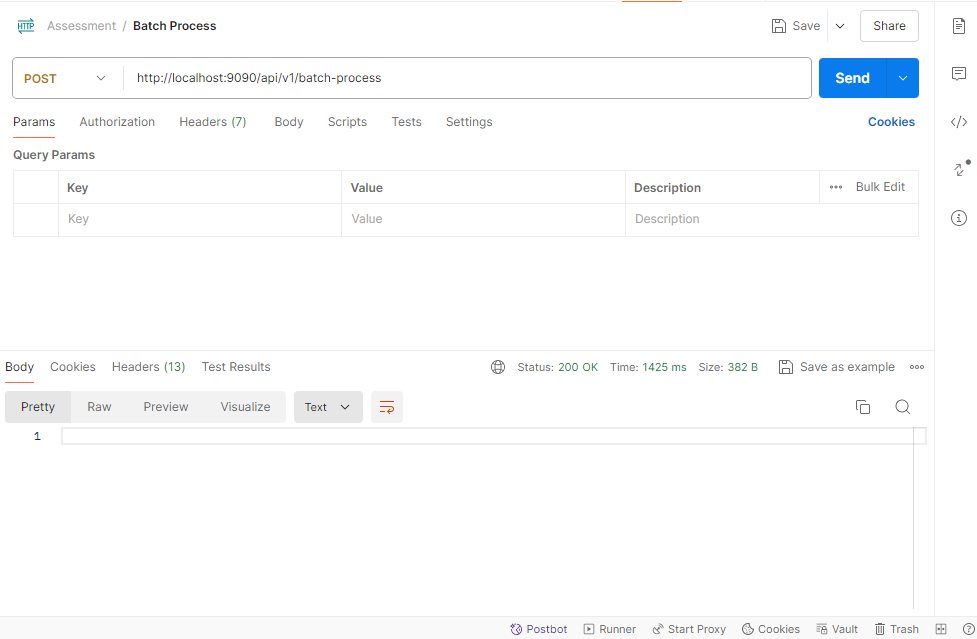 HTTP Assessment / Batch Process Save Share
POST http://localhost:9090/api/v1/batch-process Send
Params Authorization Headers (7) Body Scripts Tests Settings Cookies
Query Params
Key Value Description Bulk Edit
Key Value Description
Body Cookies Headers (13) Test Results Status: 200 OK Time: 1425 ms Size: 382 B Save as example
Pretty Raw Preview Visualize Text
1
Postbot Runner Start Proxy Cookies Vault Trash